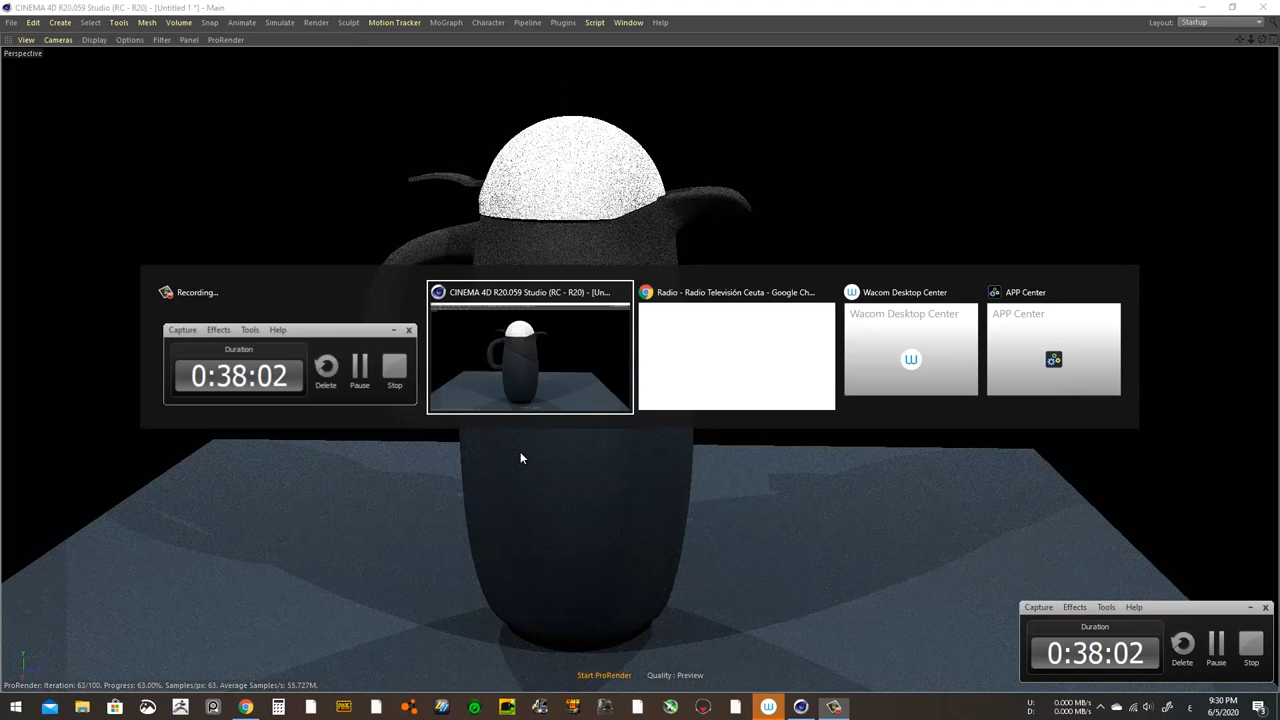 CINEMA 4D R20.059 Studio (RC - R20) - [Untitled 1 *] - Main
File Edit Create Select Tools Mesh Volume Snap Animate Simulate Render Sculpt Motion Tracker MoGraph Character Pipeline Plugins Script Window Help
Layout: Startup
View Cameras Display Options Filter Panel ProRender
Perspective
Recording...
CINEMA 4D R20.059 Studio (RC - R20) - [Un...
Radio - Radio Televisión Ceuta - Google Ch...
Wacom Desktop Center
APP Center
Wacom Desktop Center
APP Center
Capture Effects Tools Help
Duration
0:38:02
Delete Pause Stop
Capture Effects Tools Help
Duration
0:38:02
Delete Pause Stop
Start ProRender Quality : Preview
ProRender: Iteration: 63/100. Progress: 63.00%. Samples/px: 63. Average Samples/s: 55.727M.
U: 0.000 MB/s
D: 0.000 MB/s
ع
9:30 PM
6/5/2020